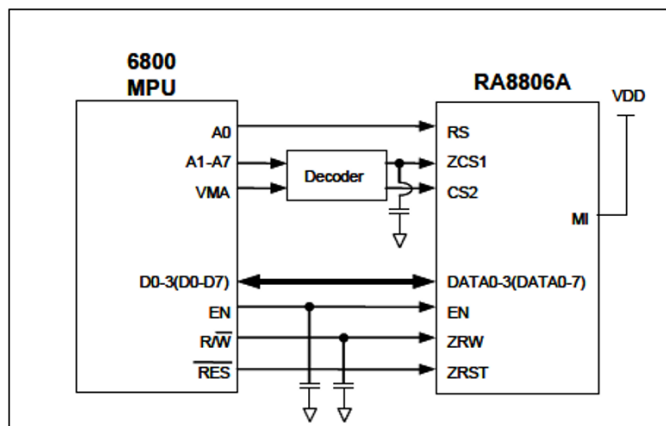 6800
MPU
RA8806A
VDD
A0
RS
A1-A7
Decoder
ZCS1
VMA
CS2
MI
D0-3(D0-D7)
DATA0-3(DATA0-7)
EN
EN
R/W̅
ZRW
R̅E̅S̅
ZRST